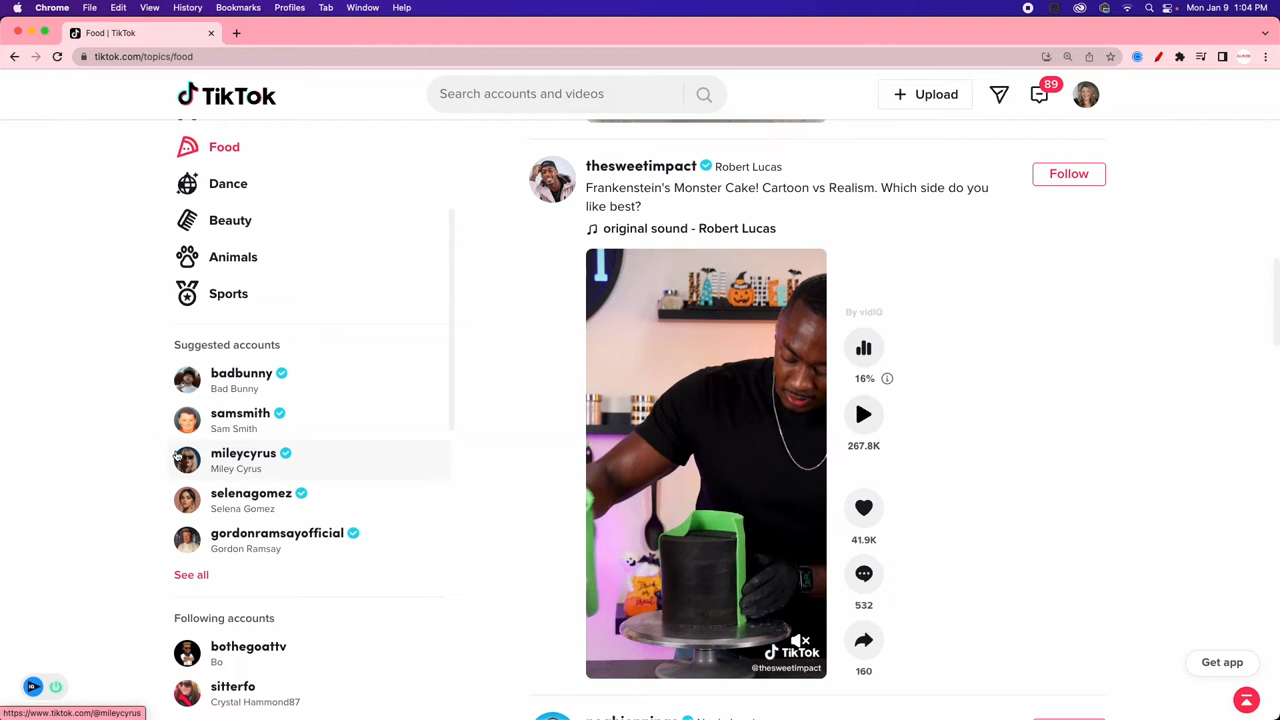 Chrome File Edit View History Bookmarks Profiles Tab Window Help
Mon Jan 9 1:04 PM
Food | TikTok
tiktok.com/topics/food
TikTok
Search accounts and videos
Upload
89
Food
Dance
Beauty
Animals
Sports
Suggested accounts
badbunny
Bad Bunny
samsmith
Sam Smith
mileycyrus
Miley Cyrus
selenagomez
Selena Gomez
gordonramsayofficial
Gordon Ramsay
See all
Following accounts
bothegoattv
Bo
sitterfo
Crystal Hammond87
https://www.tiktok.com/@mileycyrus
thesweetimpact Robert Lucas
Follow
Frankenstein's Monster Cake! Cartoon vs Realism. Which side do you
like best?
original sound - Robert Lucas
By vidIQ
16%
267.8K
41.9K
532
160
TikTok
@thesweetimpact
Get app